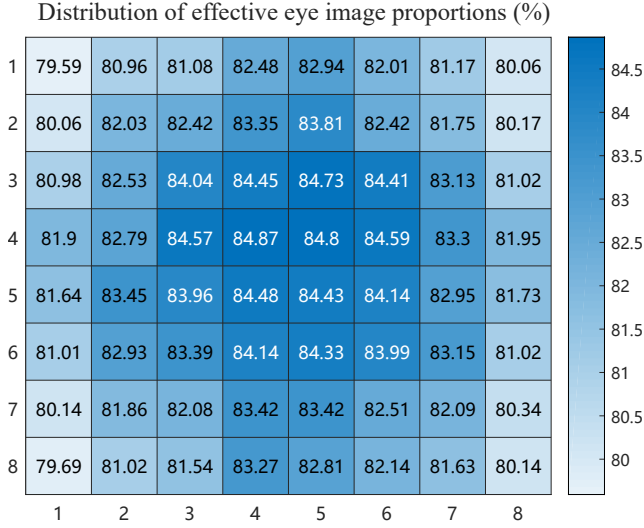 Distribution of effective eye image proportions (%)
1 79.59 80.96 81.08 82.48 82.94 82.01 81.17 80.06
2 80.06 82.03 82.42 83.35 83.81 82.42 81.75 80.17
3 80.98 82.53 84.04 84.45 84.73 84.41 83.13 81.02
4 81.9 82.79 84.57 84.87 84.8 84.59 83.3 81.95
5 81.64 83.45 83.96 84.48 84.43 84.14 82.95 81.73
6 81.01 82.93 83.39 84.14 84.33 83.99 83.15 81.02
7 80.14 81.86 82.08 83.42 83.42 82.51 82.09 80.34
8 79.69 81.02 81.54 83.27 82.81 82.14 81.63 80.14
1 2 3 4 5 6 7 8
84.5
84
83.5
83
82.5
82
81.5
81
80.5
80